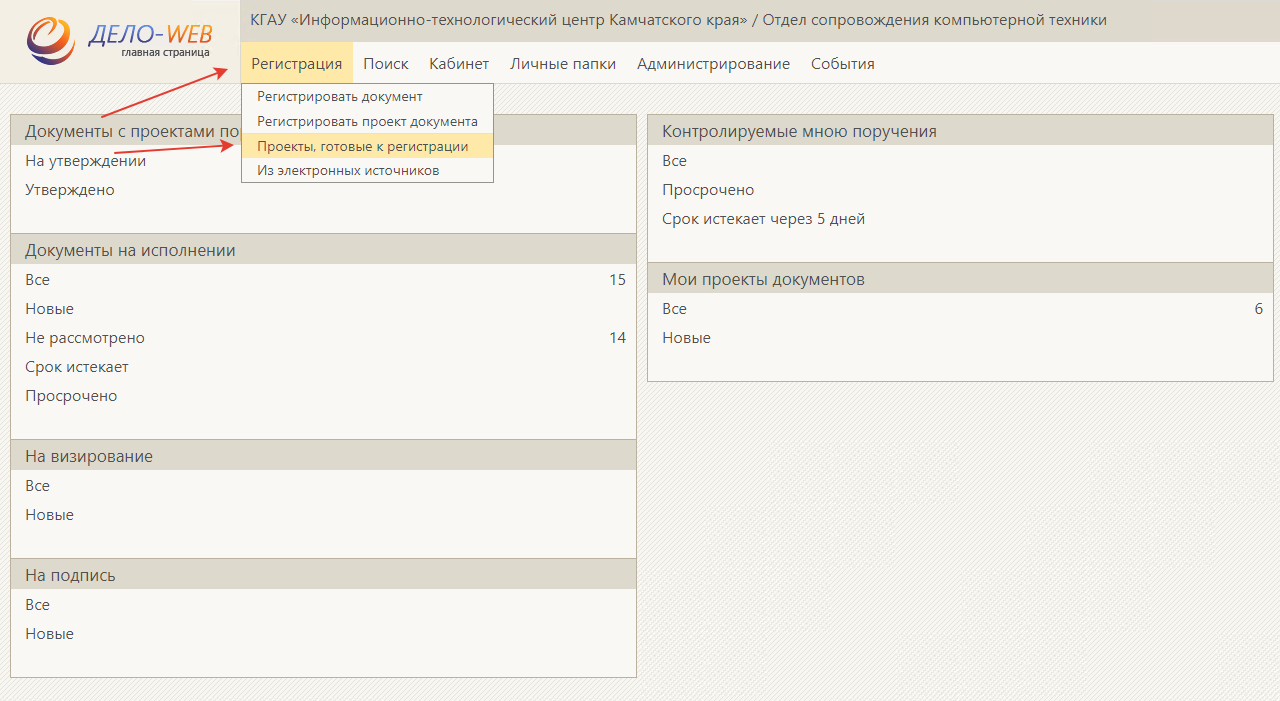 ДЕЛО-WEB
главная страница
КГАУ «Информационно-технологический центр Камчатского края» / Отдел сопровождения компьютерной техники
Регистрация Поиск Кабинет Личные папки Администрирование События
Регистрировать документ
Регистрировать проект документа
Проекты, готовые к регистрации
Из электронных источников
Документы с проектами по
На утверждении
Утверждено
Документы на исполнении
Все 15
Новые
Не рассмотрено 14
Срок истекает
Просрочено
На визирование
Все
Новые
На подпись
Все
Новые
Контролируемые мною поручения
Все
Просрочено
Срок истекает через 5 дней
Мои проекты документов
Все 6
Новые